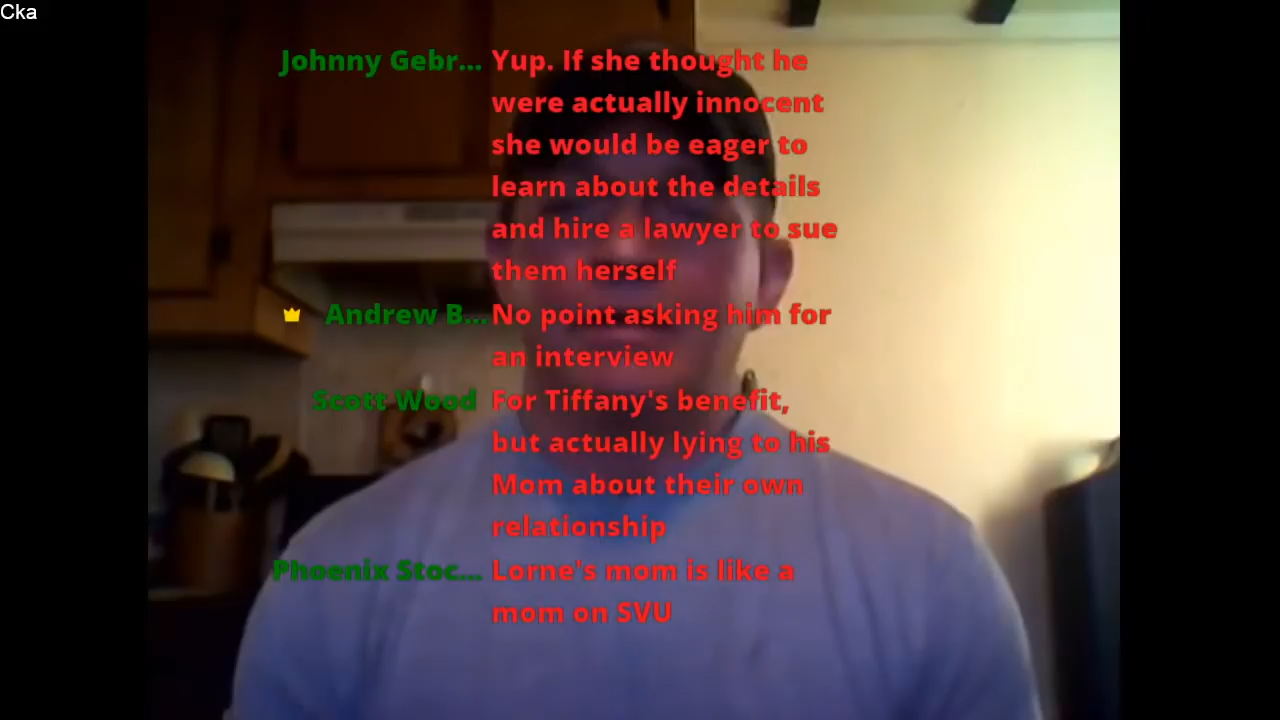 Cka
Johnny Gebr... Yup. If she thought he
were actually innocent
she would be eager to
learn about the details
and hire a lawyer to sue
them herself
Andrew B... No point asking him for
an interview
Scott Wood For Tiffany's benefit,
but actually lying to his
Mom about their own
relationship
Phoenix Stoc... Lorne's mom is like a
mom on SVU